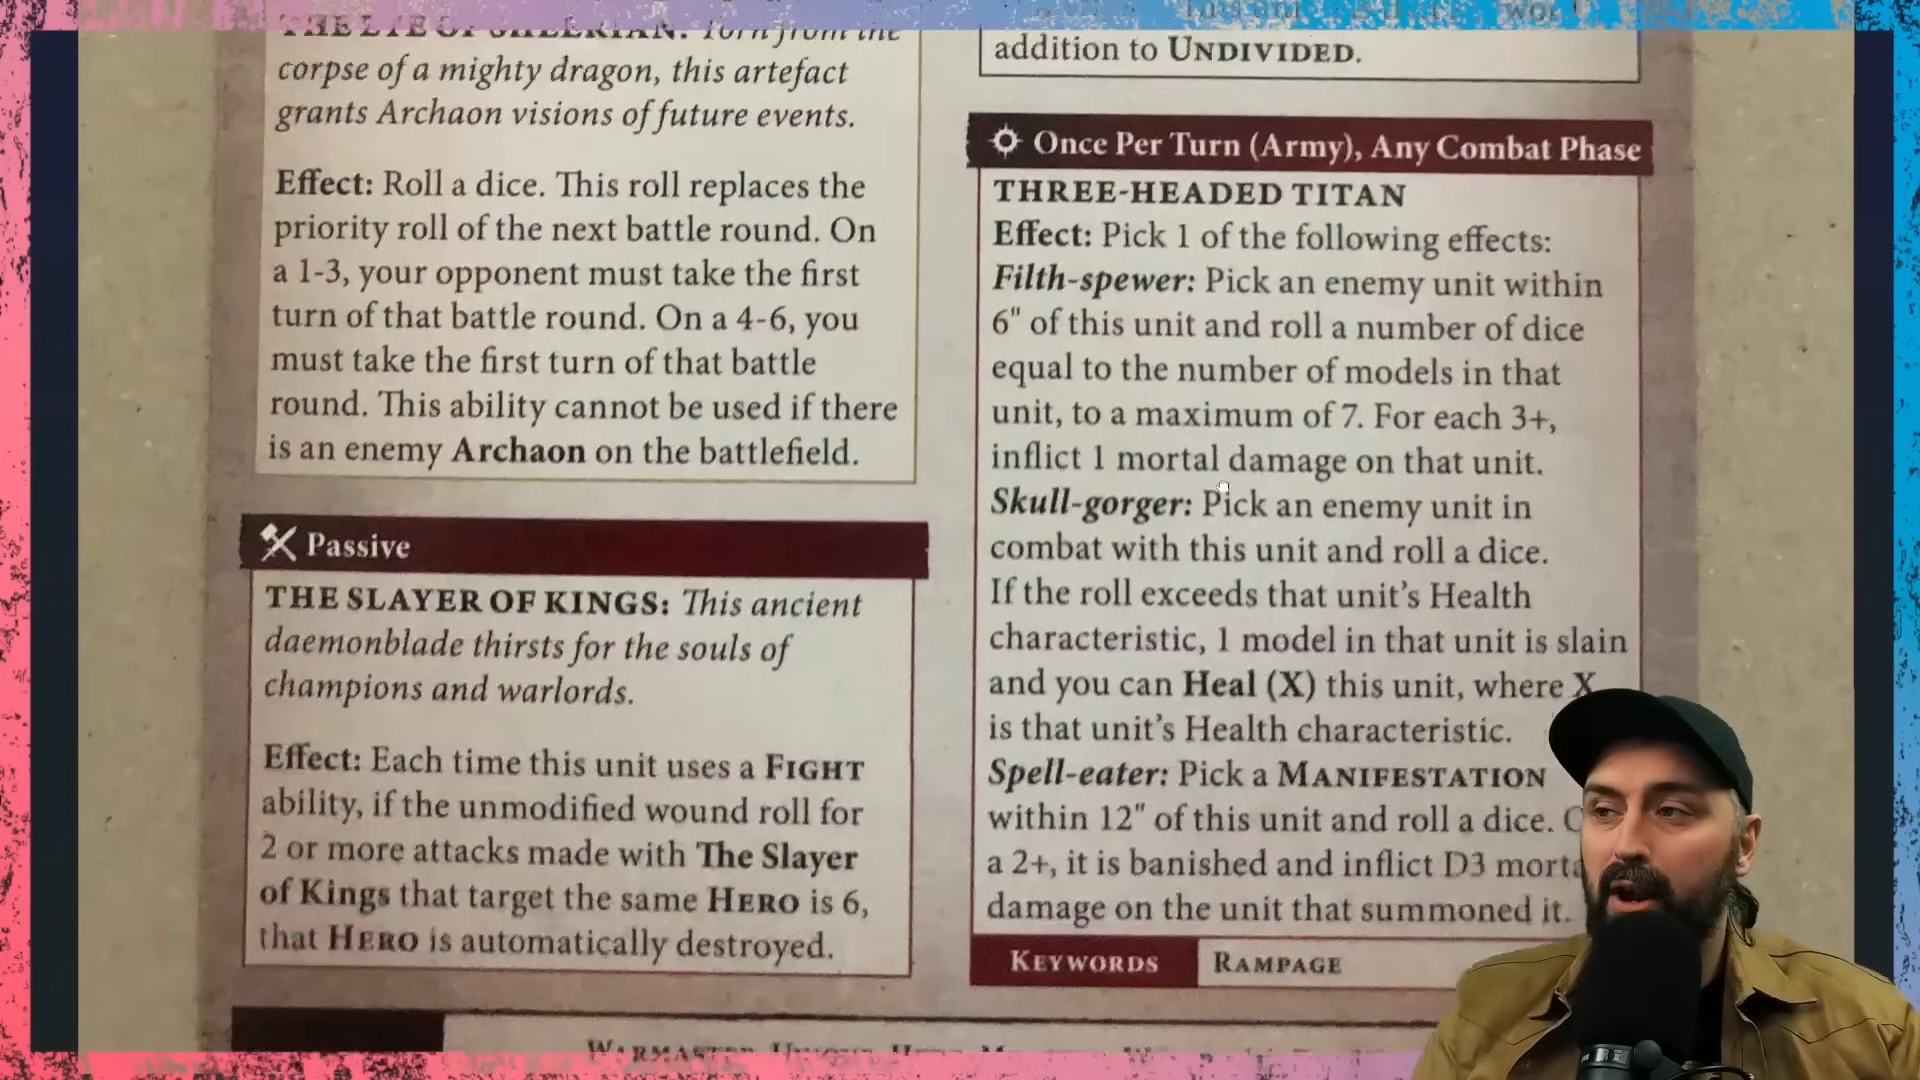 THE EYE OF SHEERIAN: Torn from the
corpse of a mighty dragon, this artefact
grants Archaon visions of future events.
Effect: Roll a dice. This roll replaces the
priority roll of the next battle round. On
a 1-3, your opponent must take the first
turn of that battle round. On a 4-6, you
must take the first turn of that battle
round. This ability cannot be used if there
is an enemy Archaon on the battlefield.
Passive
THE SLAYER OF KINGS: This ancient
daemonblade thirsts for the souls of
champions and warlords.
Effect: Each time this unit uses a FIGHT
ability, if the unmodified wound roll for
2 or more attacks made with The Slayer
of Kings that target the same HERO is 6,
that HERO is automatically destroyed.
addition to UNDIVIDED.
Once Per Turn (Army), Any Combat Phase
THREE-HEADED TITAN
Effect: Pick 1 of the following effects:
Filth-spewer: Pick an enemy unit within
6" of this unit and roll a number of dice
equal to the number of models in that
unit, to a maximum of 7. For each 3+,
inflict 1 mortal damage on that unit.
Skull-gorger: Pick an enemy unit in
combat with this unit and roll a dice.
If the roll exceeds that unit's Health
characteristic, 1 model in that unit is slain
and you can Heal (X) this unit, where X
is that unit's Health characteristic.
Spell-eater: Pick a MANIFESTATION
within 12" of this unit and roll a dice.
a 2+, it is banished and inflict D3
damage on the unit that summoned it.
KEYWORDS RAMPAGE